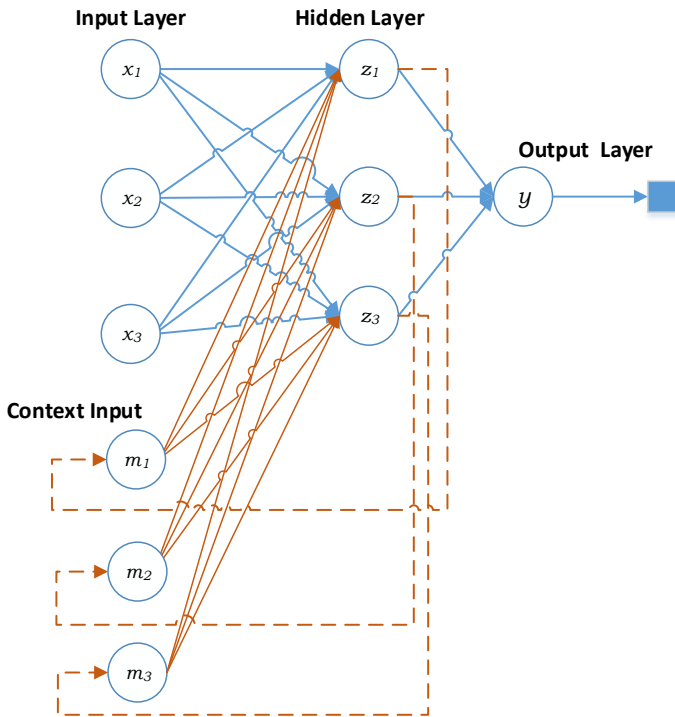 Input Layer
Hidden Layer
x1
z1
Output Layer
x2
z2
y
x3
z3
Context Input
m1
m2
m3